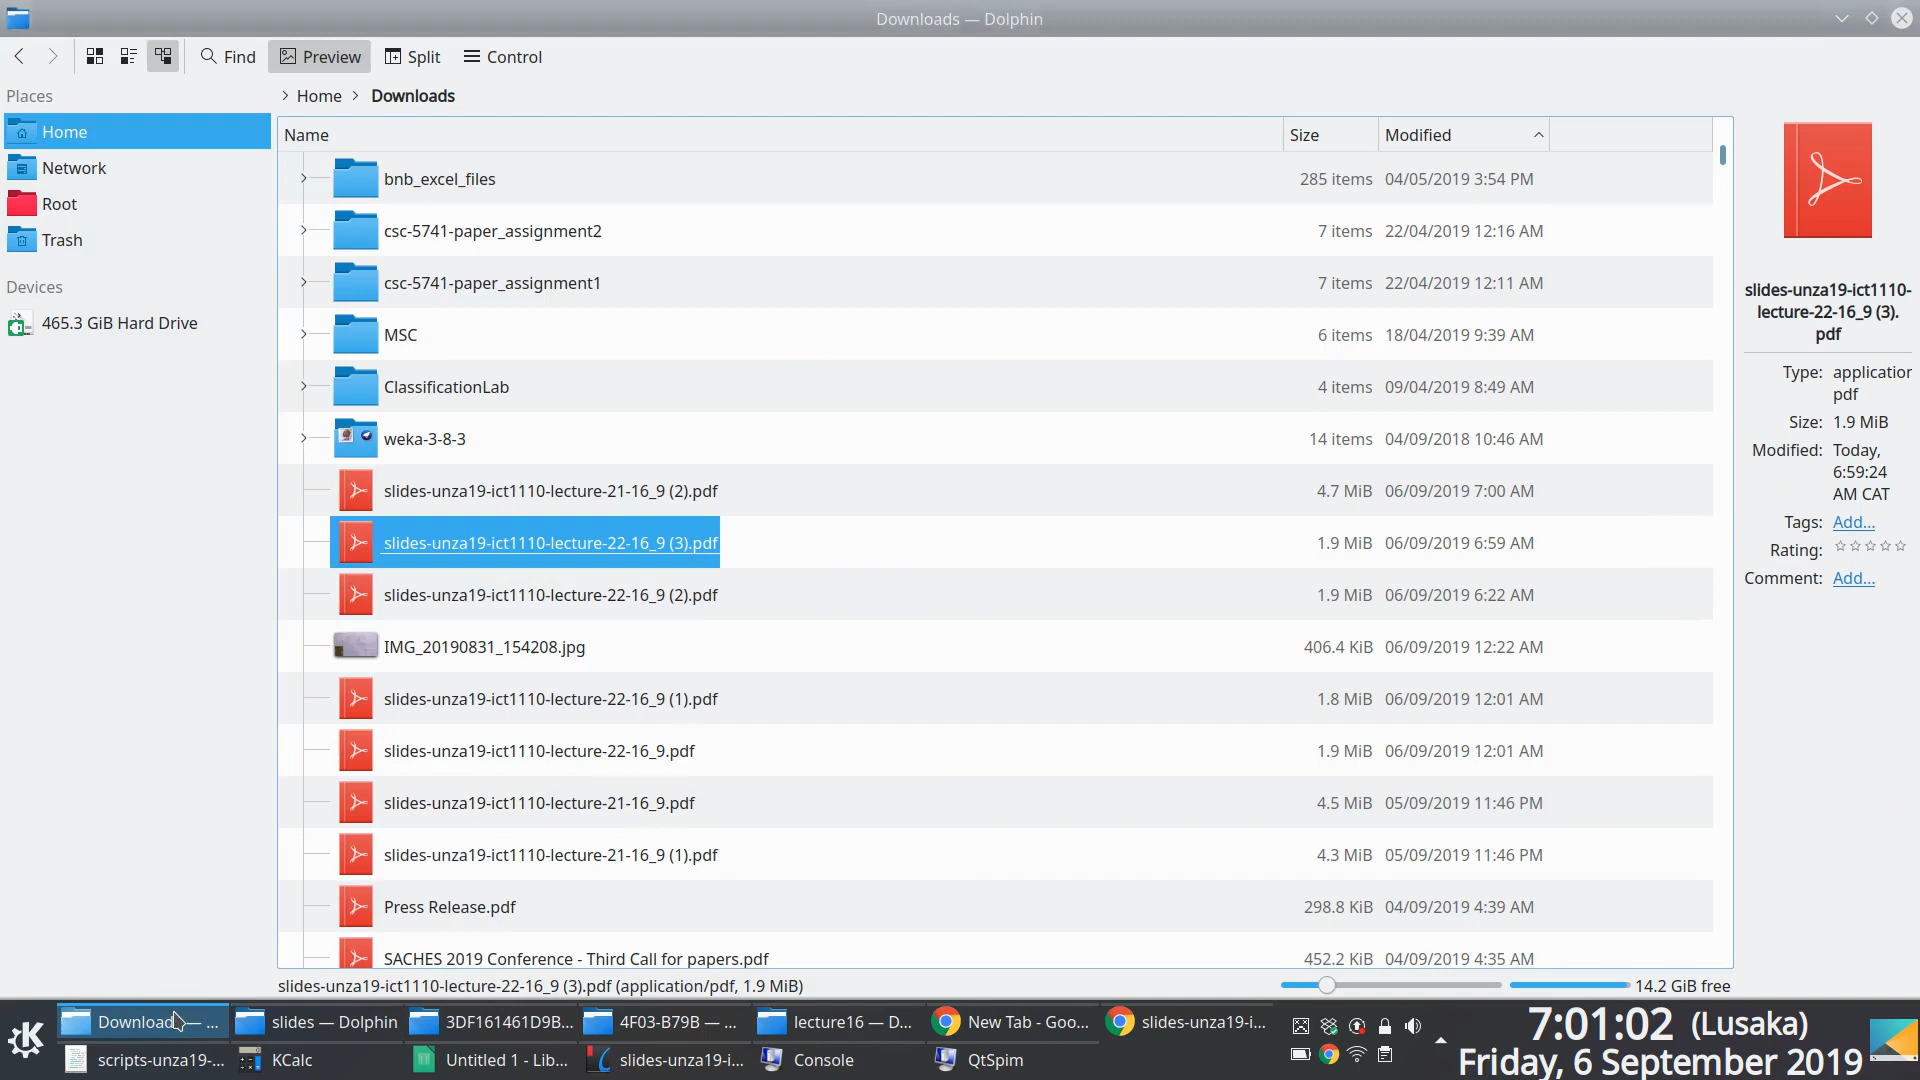 Downloads — Dolphin
Find
Preview
Split
Control
Places
Home
Network
Root
Trash
Devices
465.3 GiB Hard Drive
> Home > Downloads
Name Size Modified
bnb_excel_files 285 items 04/05/2019 3:54 PM
csc-5741-paper_assignment2 7 items 22/04/2019 12:16 AM
csc-5741-paper_assignment1 7 items 22/04/2019 12:11 AM
MSC 6 items 18/04/2019 9:39 AM
ClassificationLab 4 items 09/04/2019 8:49 AM
weka-3-8-3 14 items 04/09/2018 10:46 AM
slides-unza19-ict1110-lecture-21-16_9 (2).pdf 4.7 MiB 06/09/2019 7:00 AM
slides-unza19-ict1110-lecture-22-16_9 (3).pdf 1.9 MiB 06/09/2019 6:59 AM
slides-unza19-ict1110-lecture-22-16_9 (2).pdf 1.9 MiB 06/09/2019 6:22 AM
IMG_20190831_154208.jpg 406.4 KiB 06/09/2019 12:22 AM
slides-unza19-ict1110-lecture-22-16_9 (1).pdf 1.8 MiB 06/09/2019 12:01 AM
slides-unza19-ict1110-lecture-22-16_9.pdf 1.9 MiB 06/09/2019 12:01 AM
slides-unza19-ict1110-lecture-21-16_9.pdf 4.5 MiB 05/09/2019 11:46 PM
slides-unza19-ict1110-lecture-21-16_9 (1).pdf 4.3 MiB 05/09/2019 11:46 PM
Press Release.pdf 298.8 KiB 04/09/2019 4:39 AM
SACHES 2019 Conference - Third Call for papers.pdf 452.2 KiB 04/09/2019 4:35 AM
slides-unza19-ict1110-
lecture-22-16_9 (3).
pdf
Type: application
pdf
Size: 1.9 MiB
Modified: Today,
6:59:24
AM CAT
Tags: Add...
Rating:
Comment: Add...
slides-unza19-ict1110-lecture-22-16_9 (3).pdf (application/pdf, 1.9 MiB)
14.2 GiB free
Download — ...
slides — Dolphin
3DF161461D9B...
4F03-B79B — ...
lecture16 — D...
New Tab - Goo...
slides-unza19-i...
scripts-unza19-...
KCalc
Untitled 1 - Lib...
slides-unza19-i...
Console
QtSpim
7:01:02 (Lusaka)
Friday, 6 September 2019